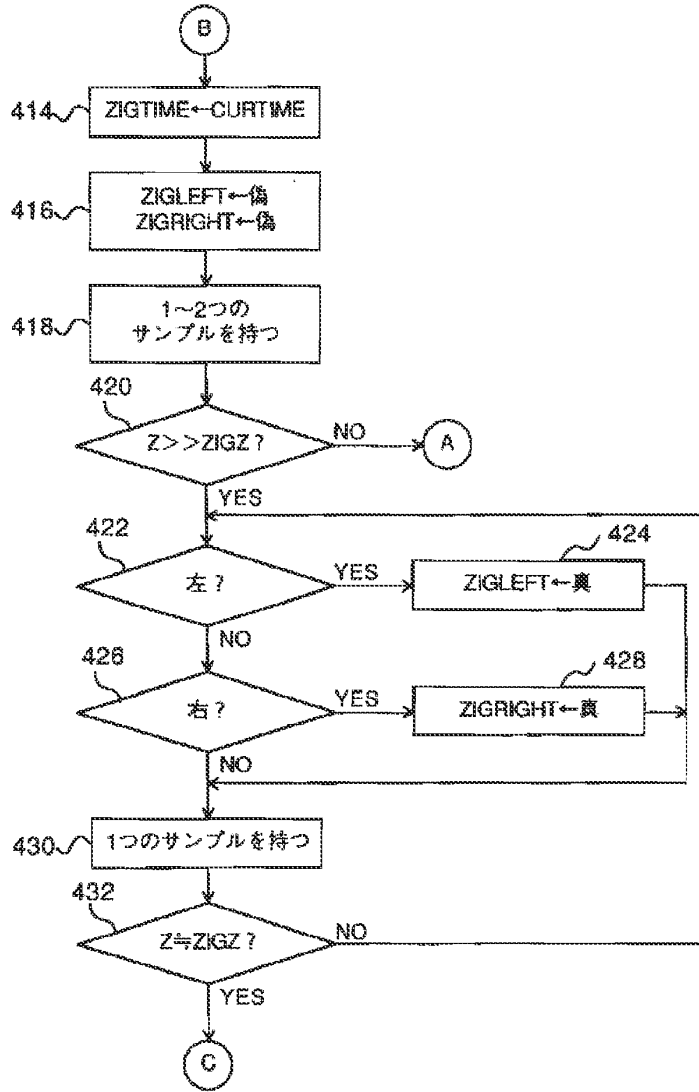 B
414
ZIGTIME←CURTIME
416
ZIGLEFT←偽
ZIGRIGHT←偽
418
1～2つの
サンプルを持つ
420
Z>>ZIGZ?
NO
A
YES
422
左?
YES
424
ZIGLEFT←真
NO
426
右?
YES
428
ZIGRIGHT←真
NO
430
1つのサンプルを持つ
432
Z≒ZIGZ?
NO
YES
C